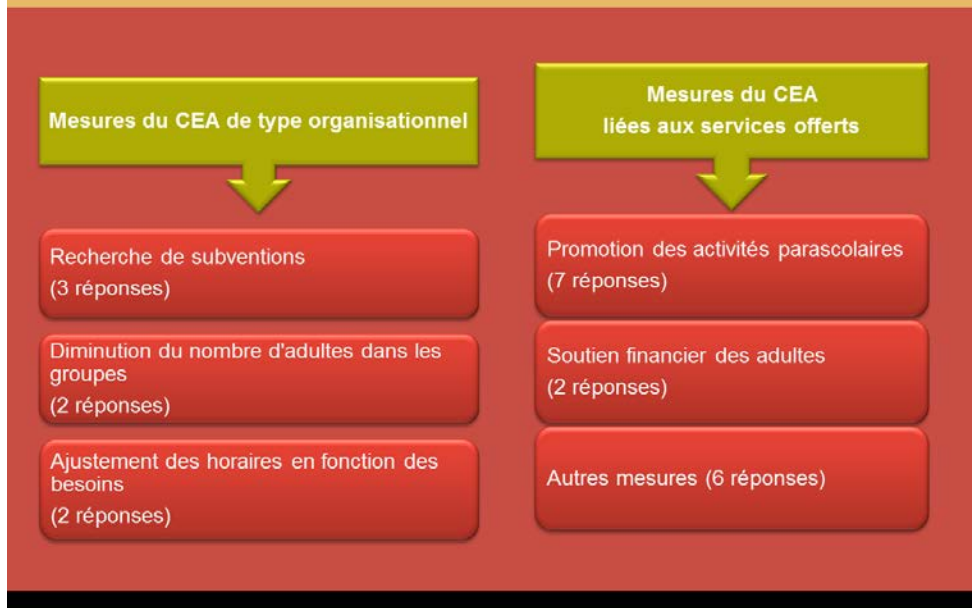 Mesures du CEA de type organisationnel
Recherche de subventions
(3 réponses)
Diminution du nombre d'adultes dans les
groupes
(2 réponses)
Ajustement des horaires en fonction des
besoins
(2 réponses)
Mesures du CEA
liées aux services offerts
Promotion des activités parascolaires
(7 réponses)
Soutien financier des adultes
(2 réponses)
Autres mesures (6 réponses)